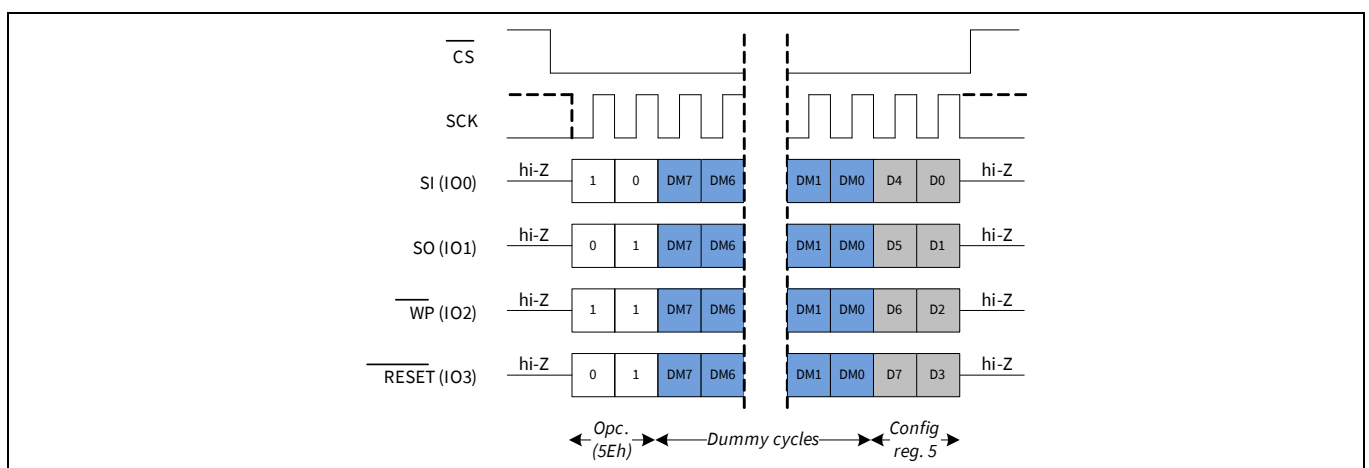 CS
SCK
SI (IO0) hi-Z 1 0 DM7 DM6 DM1 DM0 D4 D0 hi-Z
SO (IO1) hi-Z 0 1 DM7 DM6 DM1 DM0 D5 D1 hi-Z
WP (IO2) hi-Z 1 1 DM7 DM6 DM1 DM0 D6 D2 hi-Z
RESET (IO3) hi-Z 0 1 DM7 DM6 DM1 DM0 D7 D3 hi-Z
Opc. Config
(5Eh) Dummy cycles reg. 5